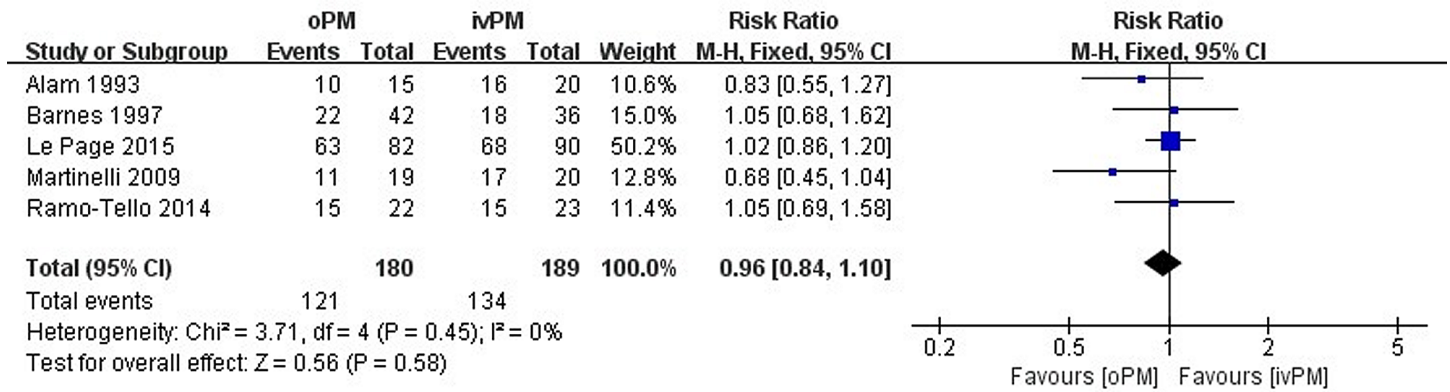 oPM ivPM Risk Ratio Risk Ratio
Study or Subgroup Events Total Events Total Weight M-H, Fixed, 95% CI M-H, Fixed, 95% CI
Alam 1993 10 15 16 20 10.6% 0.83 [0.55, 1.27]
Barnes 1997 22 42 18 36 15.0% 1.05 [0.68, 1.62]
Le Page 2015 63 82 68 90 50.2% 1.02 [0.86, 1.20]
Martinelli 2009 11 19 17 20 12.8% 0.68 [0.45, 1.04]
Ramo-Tello 2014 15 22 15 23 11.4% 1.05 [0.69, 1.58]
Total (95% CI) 180 189 100.0% 0.96 [0.84, 1.10]
Total events 121 134
Heterogeneity: Chi² = 3.71, df = 4 (P = 0.45); I² = 0%
Test for overall effect: Z = 0.56 (P = 0.58)
0.2 0.5 1 2 5
Favours [oPM] Favours [ivPM]